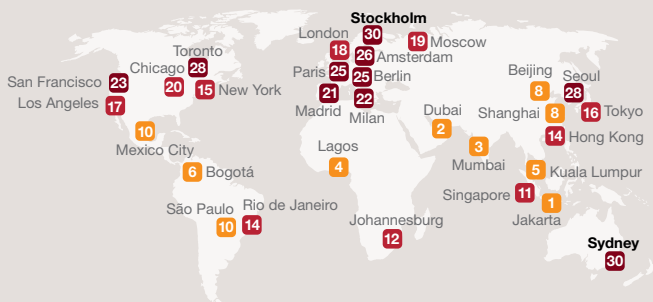 Stockholm
30
London
18
Moscow
19
Toronto
28
Amsterdam
26
Chicago
20
Paris
25
Berlin
25
Beijing
8
Seoul
28
San Francisco
23
New York
15
Madrid
21
Milan
22
Los Angeles
17
Dubai
2
Shanghai
8
Tokyo
16
Mexico City
10
Hong Kong
14
Lagos
4
Mumbai
3
Bogotá
6
Kuala Lumpur
5
Singapore
11
São Paulo
10
Rio de Janeiro
14
Johannesburg
12
Jakarta
1
Sydney
30